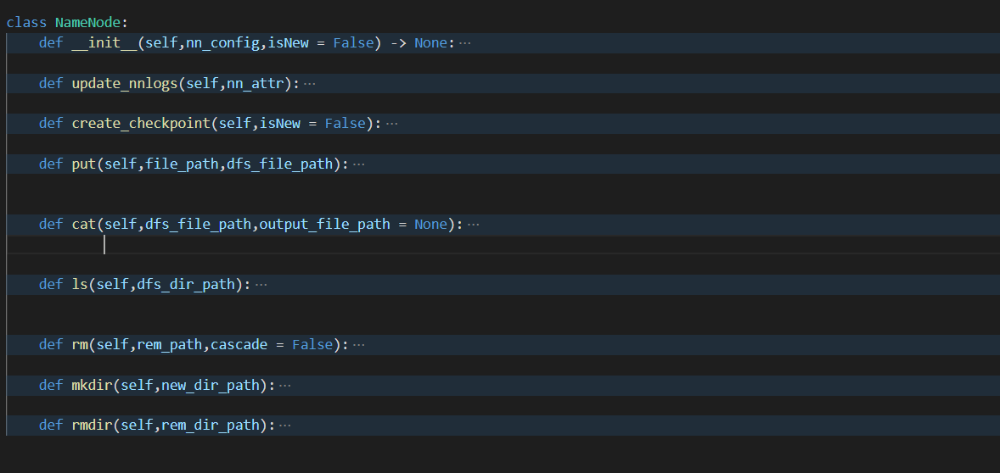 class NameNode:
    def __init__(self,nn_config,isNew = False) -> None:···
    def update_nnlogs(self,nn_attr):···
    def create_checkpoint(self,isNew = False):···
    def put(self,file_path,dfs_file_path):···
    def cat(self,dfs_file_path,output_file_path = None):···
    def ls(self,dfs_dir_path):···
    def rm(self,rem_path,cascade = False):···
    def mkdir(self,new_dir_path):···
    def rmdir(self,rem_dir_path):···